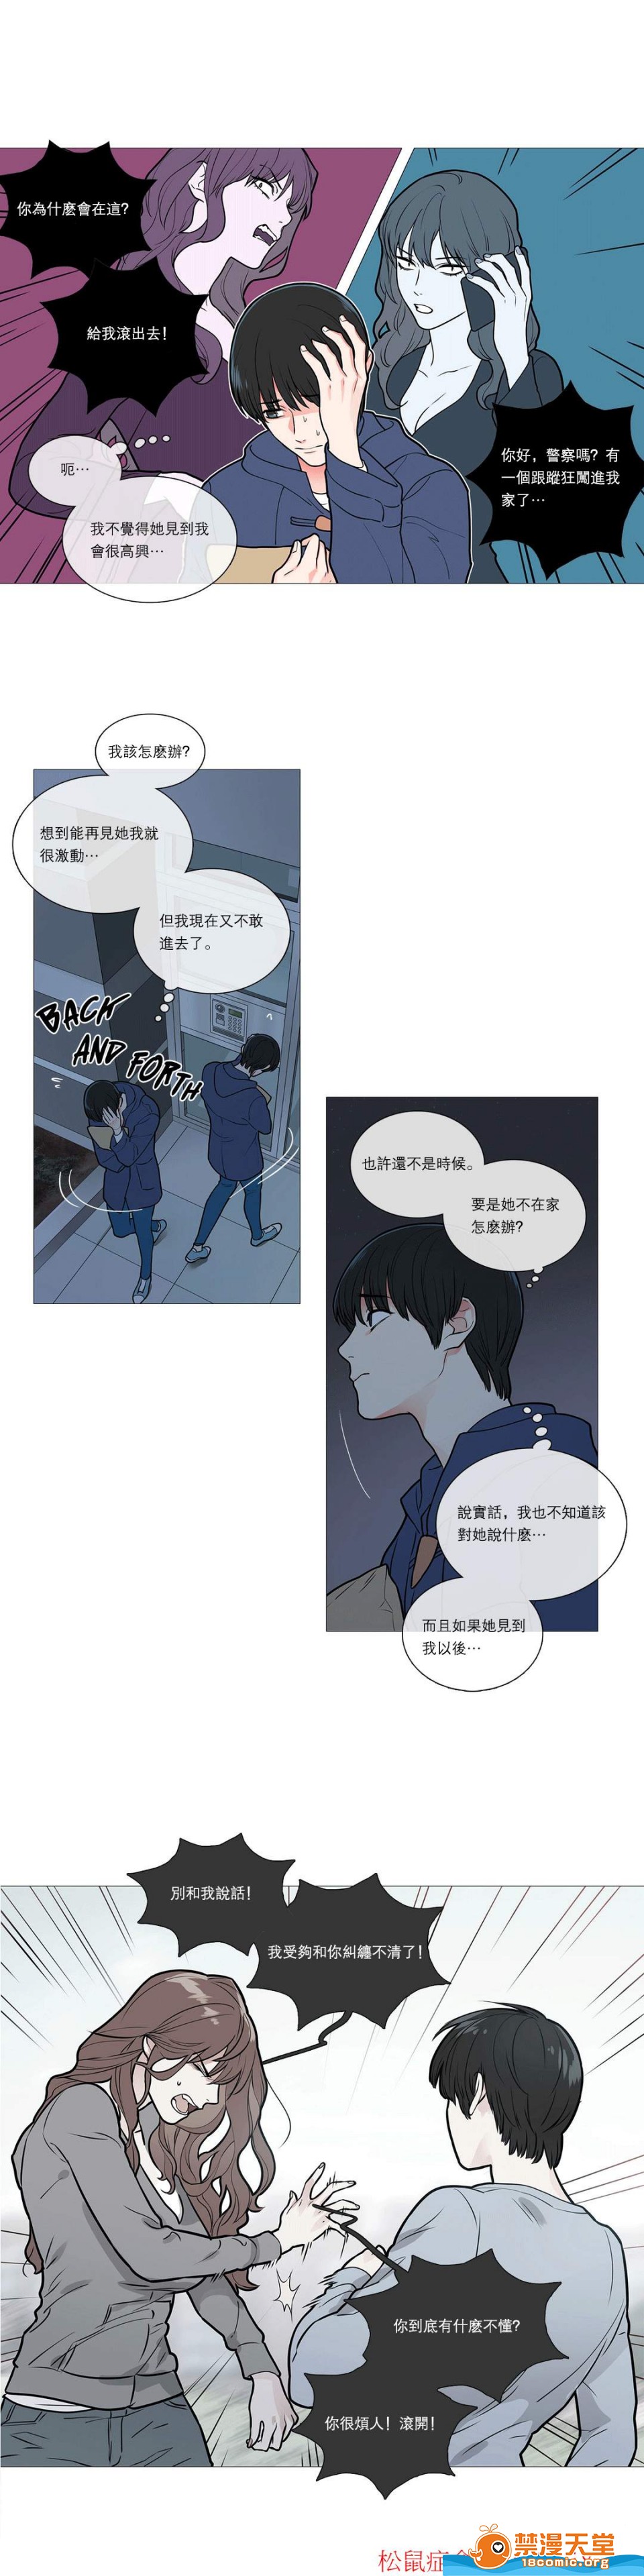 你為什麽會在這?
給我滾出去!
呃…
我不覺得她見到我
會很高興…
你好, 警察嗎? 有
一個跟蹤狂闖進我
家了…
我該怎麽辦?
想到能再見她我就
很激動…
但我現在又不敢
進去了。
BACK
AND FORTH
也許還不是時候。
要是她不在家
怎麽辦?
說實話, 我也不知道該
對她說什麽…
而且如果她見到
我以後…
別和我說話!
我受夠和你糾纏不清了!
你到底有什麽不懂?
你很煩人! 滾開!
松鼠症
禁漫天堂
18comic.org